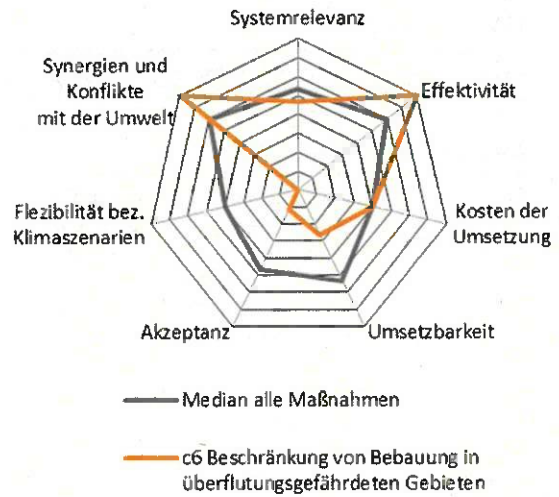 Systemrelevanz
Synergien und
Konflikte
mit der Umwelt
Effektivität
Flezibilität bez.
Klimaszenarien
Kosten der
Umsetzung
Akzeptanz
Umsetzbarkeit
Median alle Maßnahmen
c6 Beschränkung von Bebauung in
überflutungsgefährdeten Gebieten